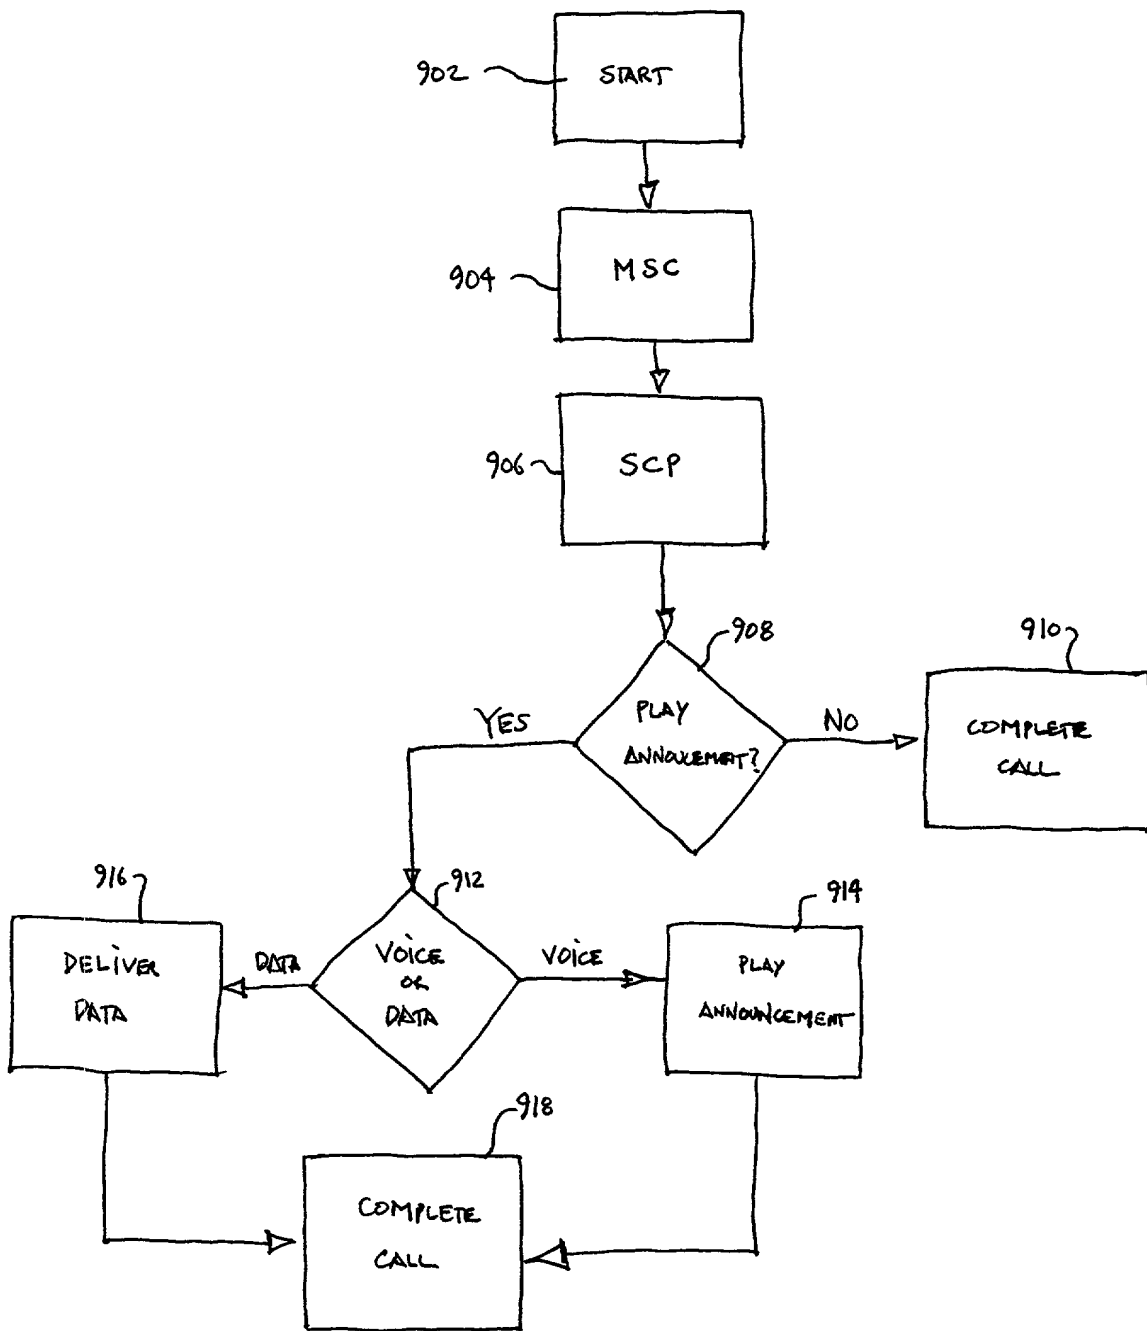 902
START
904
MSC
906
SCP
908
910
PLAY
ANNOUCEMENT?
YES
NO
COMPLETE
CALL
916
912
914
DELIVER
DATA
DATA
VOICE
OR
DATA
VOICE
PLAY
ANNOUNCEMENT
918
COMPLETE
CALL